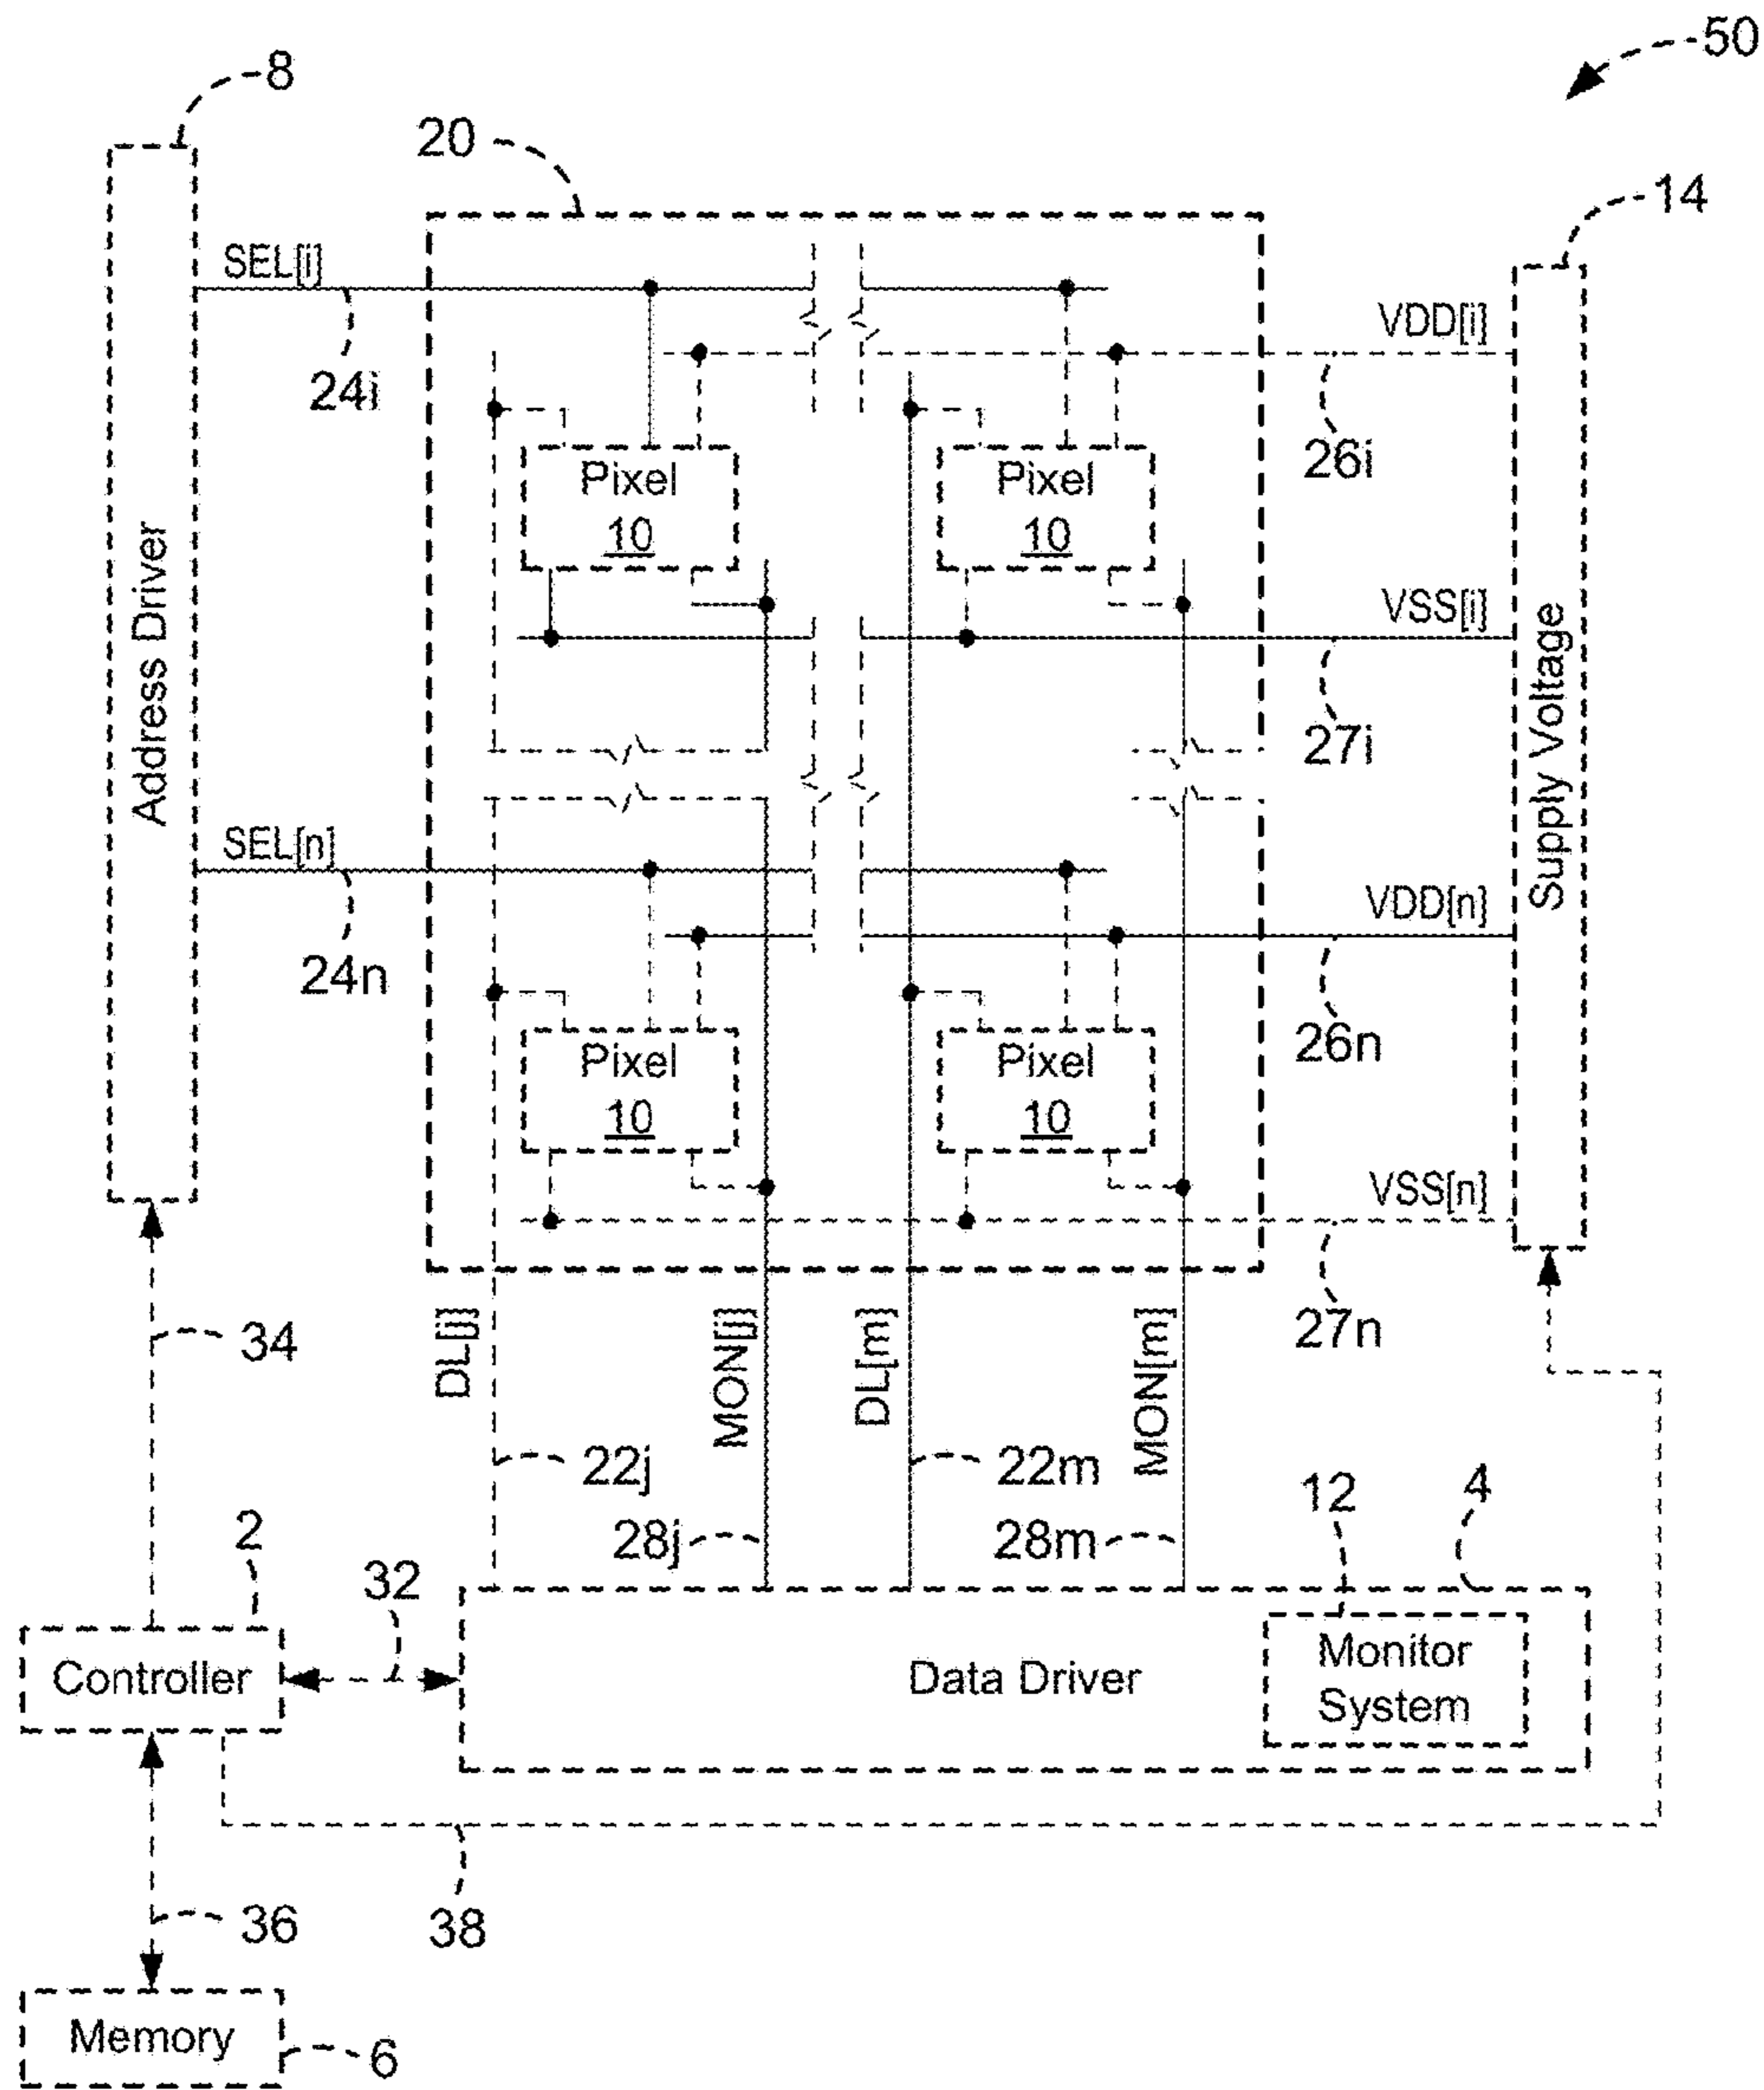 50
8
20
14
SEL[i]
VDD[i]
24i
26i
Pixel
10
Pixel
10
VSS[i]
27i
Address Driver
Supply Voltage
SEL[n]
VDD[n]
24n
26n
Pixel
10
Pixel
10
VSS[n]
27n
34
DL[j]
MON[j]
DL[m]
MON[m]
22j
22m
28j
28m
12
4
2
32
Controller
Data Driver
Monitor
System
36
38
Memory
6